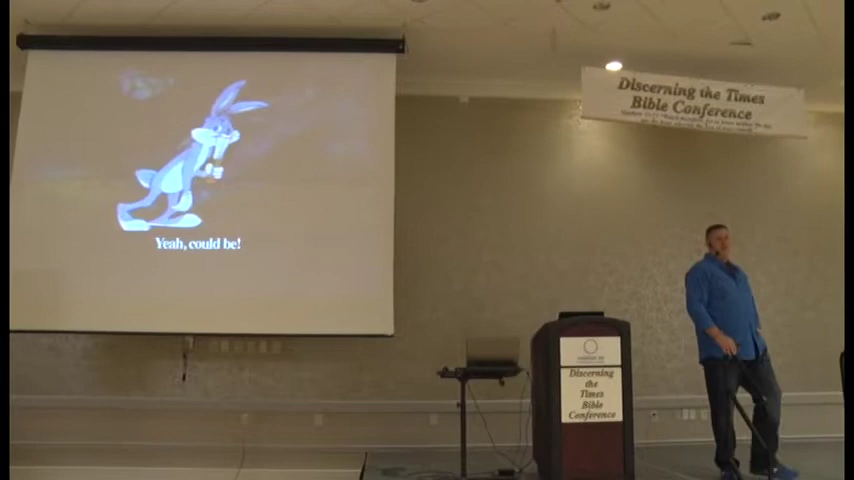 Yeah, could be!
Discerning the Times
Bible Conference
Discerning
the
Times
Bible
Conference